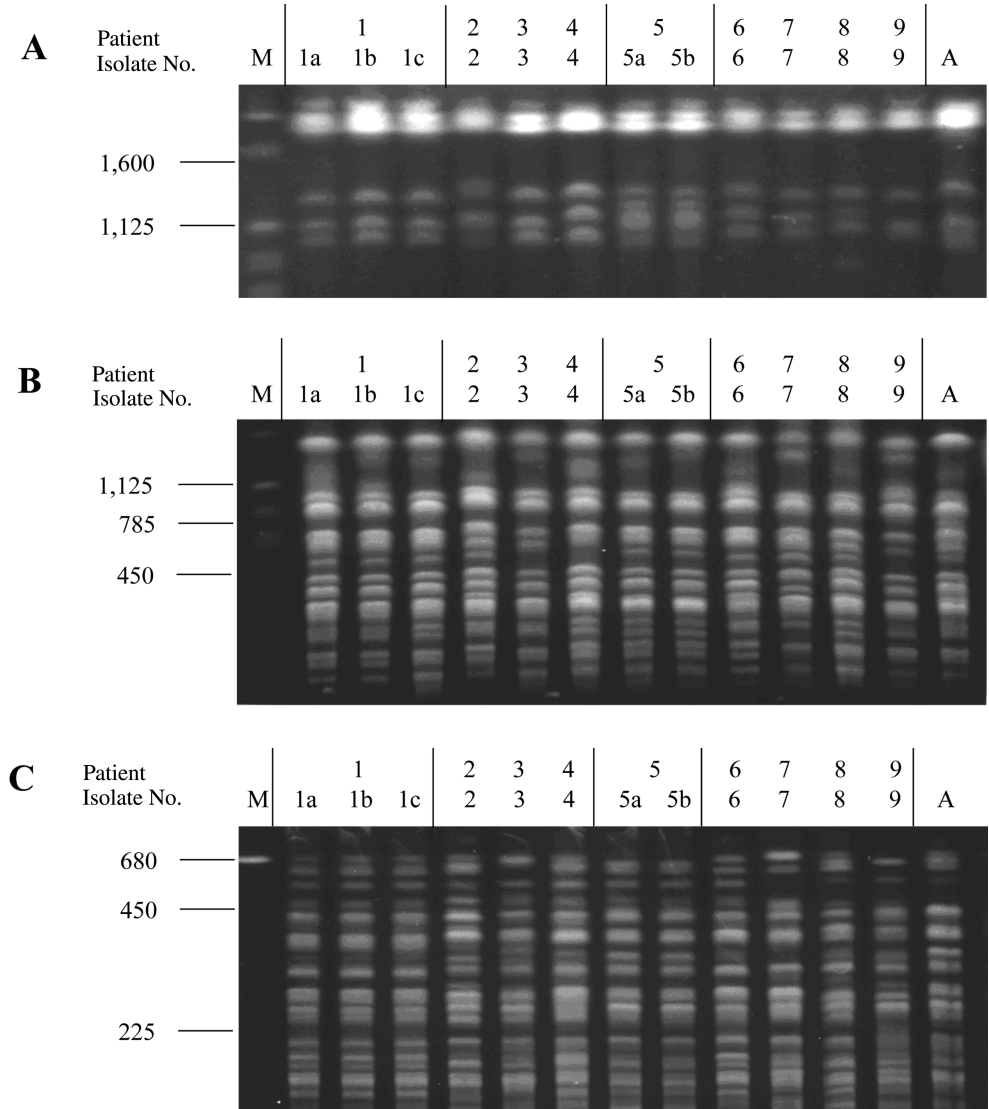 A
Patient 1 2 3 4 5 6 7 8 9
Isolate No. M 1a 1b 1c 2 3 4 5a 5b 6 7 8 9 A
1,600
1,125
B
Patient 1 2 3 4 5 6 7 8 9
Isolate No. M 1a 1b 1c 2 3 4 5a 5b 6 7 8 9 A
1,125
785
450
C
Patient 1 2 3 4 5 6 7 8 9
Isolate No. M 1a 1b 1c 2 3 4 5a 5b 6 7 8 9 A
680
450
225